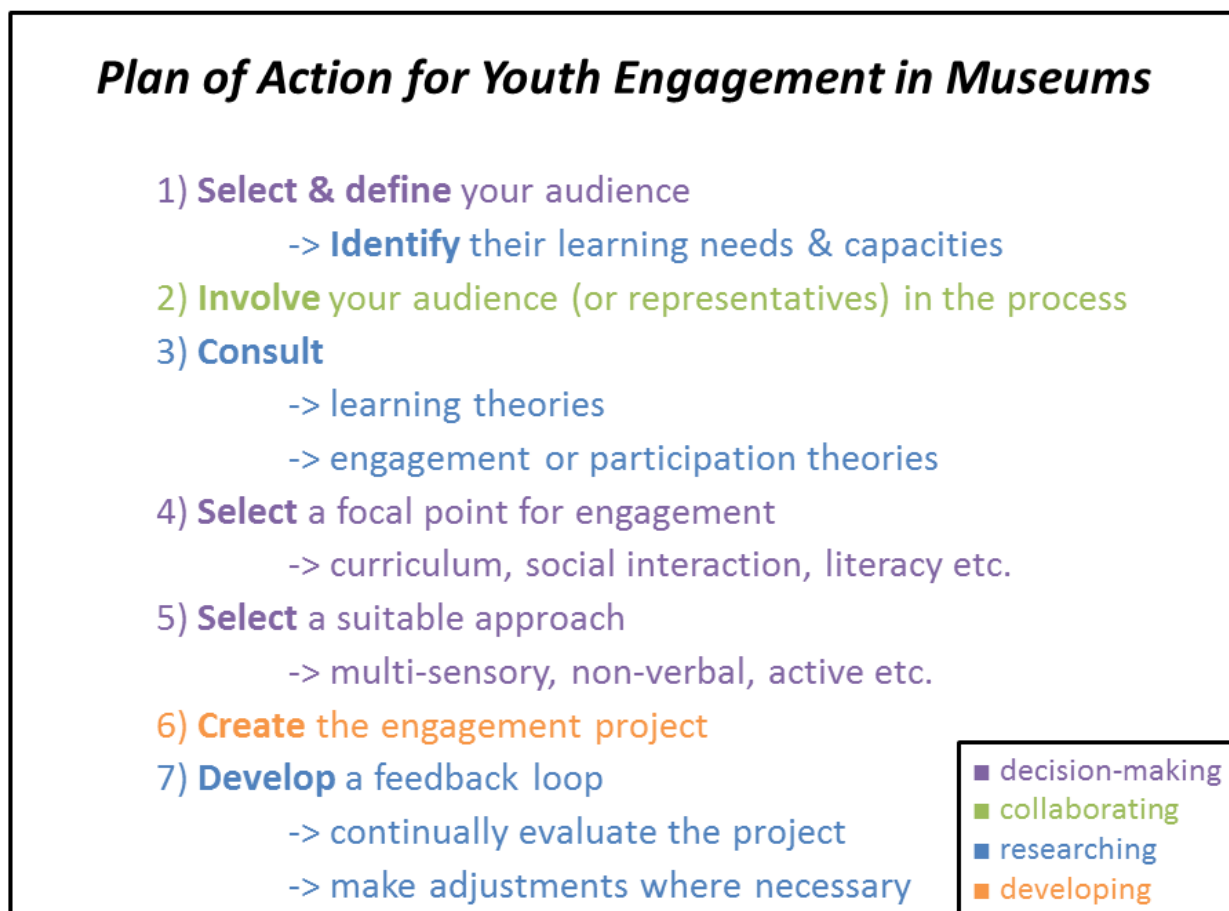 Plan of Action for Youth Engagement in Museums
1) Select & define your audience
-> Identify their learning needs & capacities
2) Involve your audience (or representatives) in the process
3) Consult
-> learning theories
-> engagement or participation theories
4) Select a focal point for engagement
-> curriculum, social interaction, literacy etc.
5) Select a suitable approach
-> multi-sensory, non-verbal, active etc.
6) Create the engagement project
7) Develop a feedback loop
-> continually evaluate the project
-> make adjustments where necessary
■ decision-making
■ collaborating
■ researching
■ developing